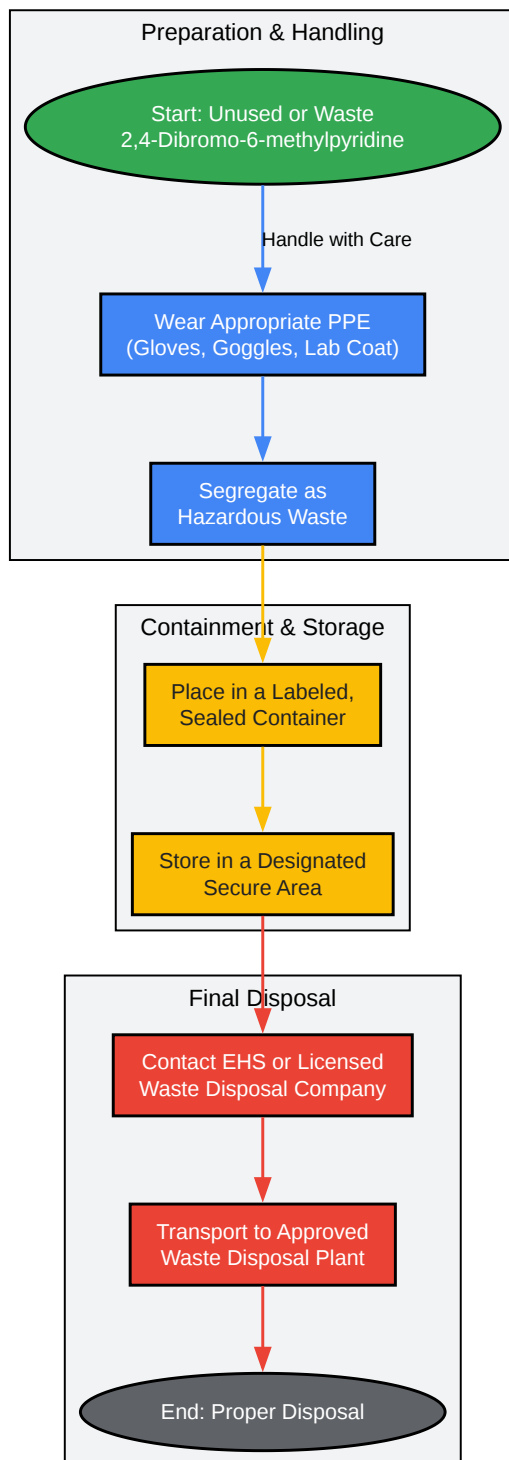 Preparation & Handling
Start: Unused or Waste
2,4-Dibromo-6-methylpyridine
Handle with Care
Wear Appropriate PPE
(Gloves, Goggles, Lab Coat)
Segregate as
Hazardous Waste
Containment & Storage
Place in a Labeled,
Sealed Container
Store in a Designated
Secure Area
Final Disposal
Contact EHS or Licensed
Waste Disposal Company
Transport to Approved
Waste Disposal Plant
End: Proper Disposal